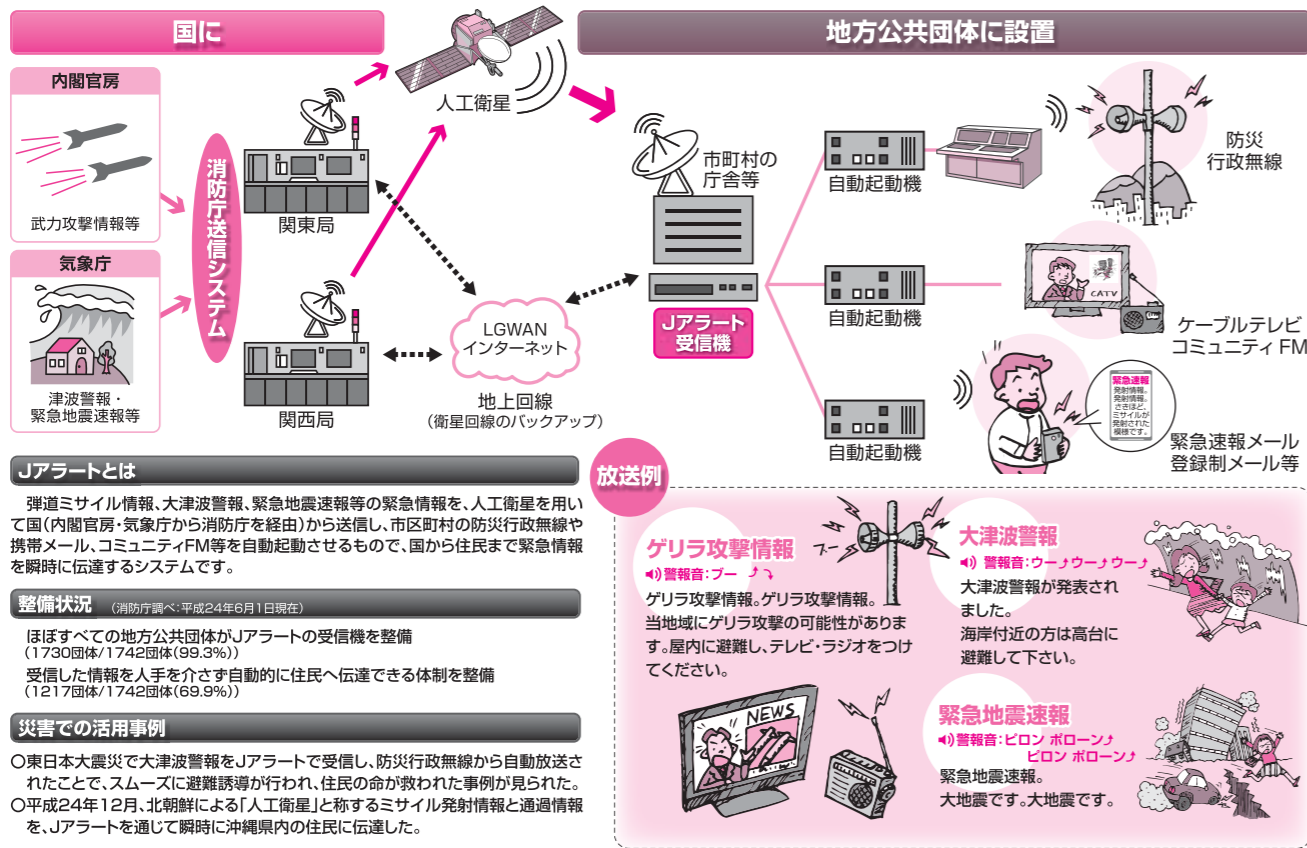 国に
地方公共団体に設置
内閣官房
武力攻撃情報等
気象庁
津波警報・
緊急地震速報等
消防庁送信システム
関東局
関西局
人工衛星
LGWAN
インターネット
地上回線
(衛星回線のバックアップ)
市町村の
庁舎等
Jアラート
受信機
自動起動機
防災
行政無線
自動起動機
CATV
ケーブルテレビ
コミュニティ FM
自動起動機
緊急速報
発射情報。
発射情報。
さきほど、
ミサイルが
発射された
模様です。
緊急速報メール
登録制メール等
Jアラートとは
弾道ミサイル情報、大津波警報、緊急地震速報等の緊急情報を、人工衛星を用い
て国(内閣官房・気象庁から消防庁を経由)から送信し、市区町村の防災行政無線や
携帯メール、コミュニティFM等を自動起動させるもので、国から住民まで緊急情報
を瞬時に伝達するシステムです。
整備状況 (消防庁調べ:平成24年6月1日現在)
ほぼすべての地方公共団体がJアラートの受信機を整備
(1730団体/1742団体(99.3%))
受信した情報を人手を介さず自動的に住民へ伝達できる体制を整備
(1217団体/1742団体(69.9%))
災害での活用事例
○東日本大震災で大津波警報をJアラートで受信し、防災行政無線から自動放送さ
れたことで、スムーズに避難誘導が行われ、住民の命が救われた事例が見られた。
○平成24年12月、北朝鮮による「人工衛星」と称するミサイル発射情報と通過情報
を、Jアラートを通じて瞬時に沖縄県内の住民に伝達した。
放送例
ゲリラ攻撃情報
警報音:ブー
ブー
ゲリラ攻撃情報。ゲリラ攻撃情報。
当地域にゲリラ攻撃の可能性がありま
す。屋内に避難し、テレビ・ラジオをつけ
てください。
NEWS
大津波警報
警報音:ウー⤴ウー⤴ウー⤴
大津波警報が発表され
ました。
海岸付近の方は高台に
避難して下さい。
緊急地震速報
警報音:ピロン ポローン⤴
ピロン ポローン⤴
緊急地震速報。
大地震です。大地震です。